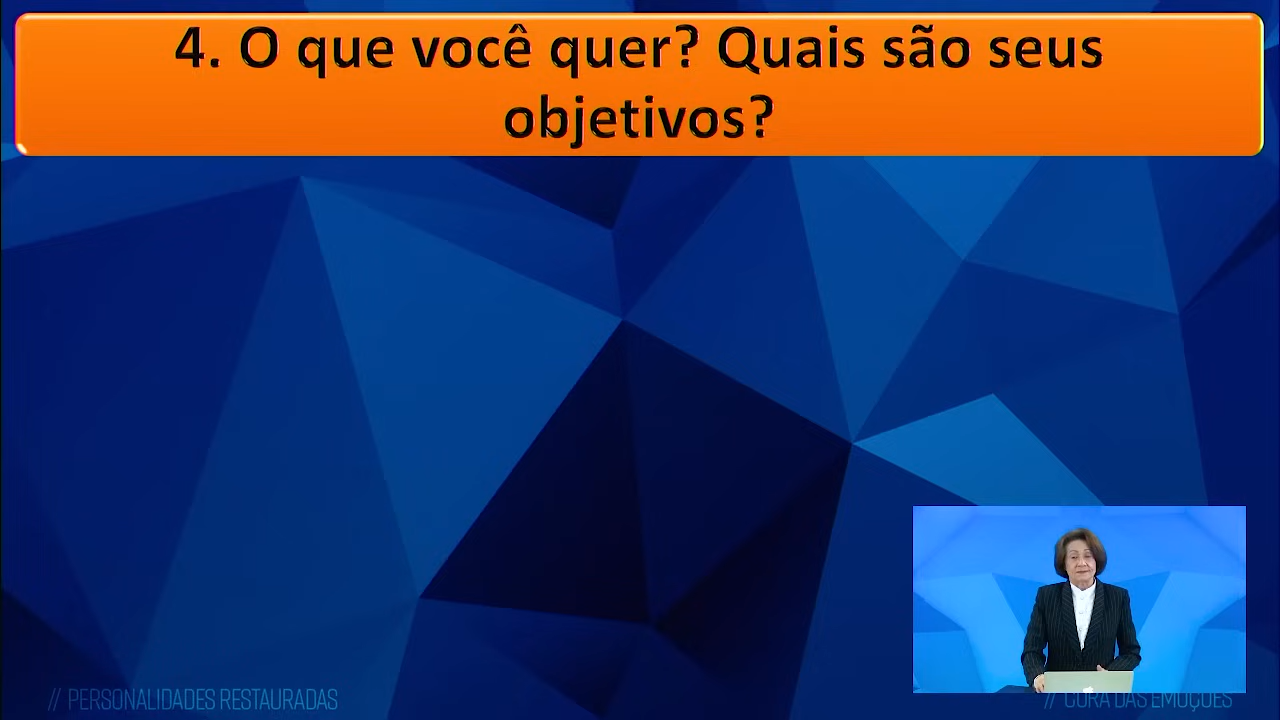 4. O que você quer? Quais são seus
objetivos?
// PERSONALIDADES RESTAURADAS
// CURA DAS EMOÇÕES